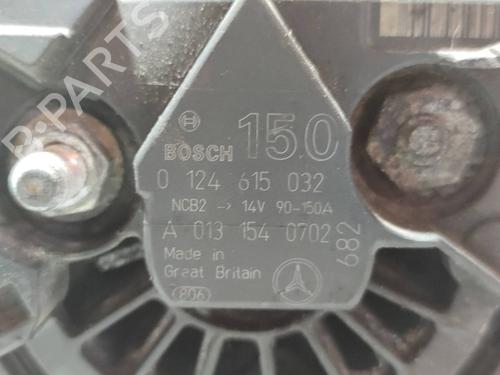 B-PARTS
BOSCH 150
0 124 615 032
NCB2 -> 14V 90-150A
A 013 154 0702
682
Made in
Great Britain
806